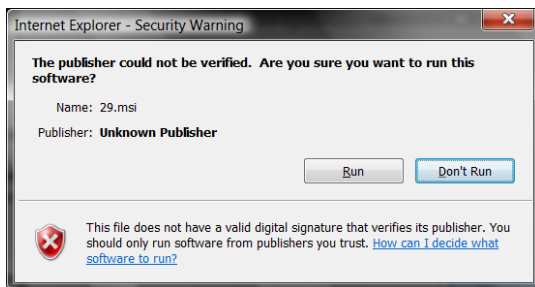 Internet Explorer - Security Warning
The publisher could not be verified.  Are you sure you want to run this
software?
Name: 29.msi
Publisher: Unknown Publisher
Run Don't Run
This file does not have a valid digital signature that verifies its publisher. You
should only run software from publishers you trust. How can I decide what
software to run?